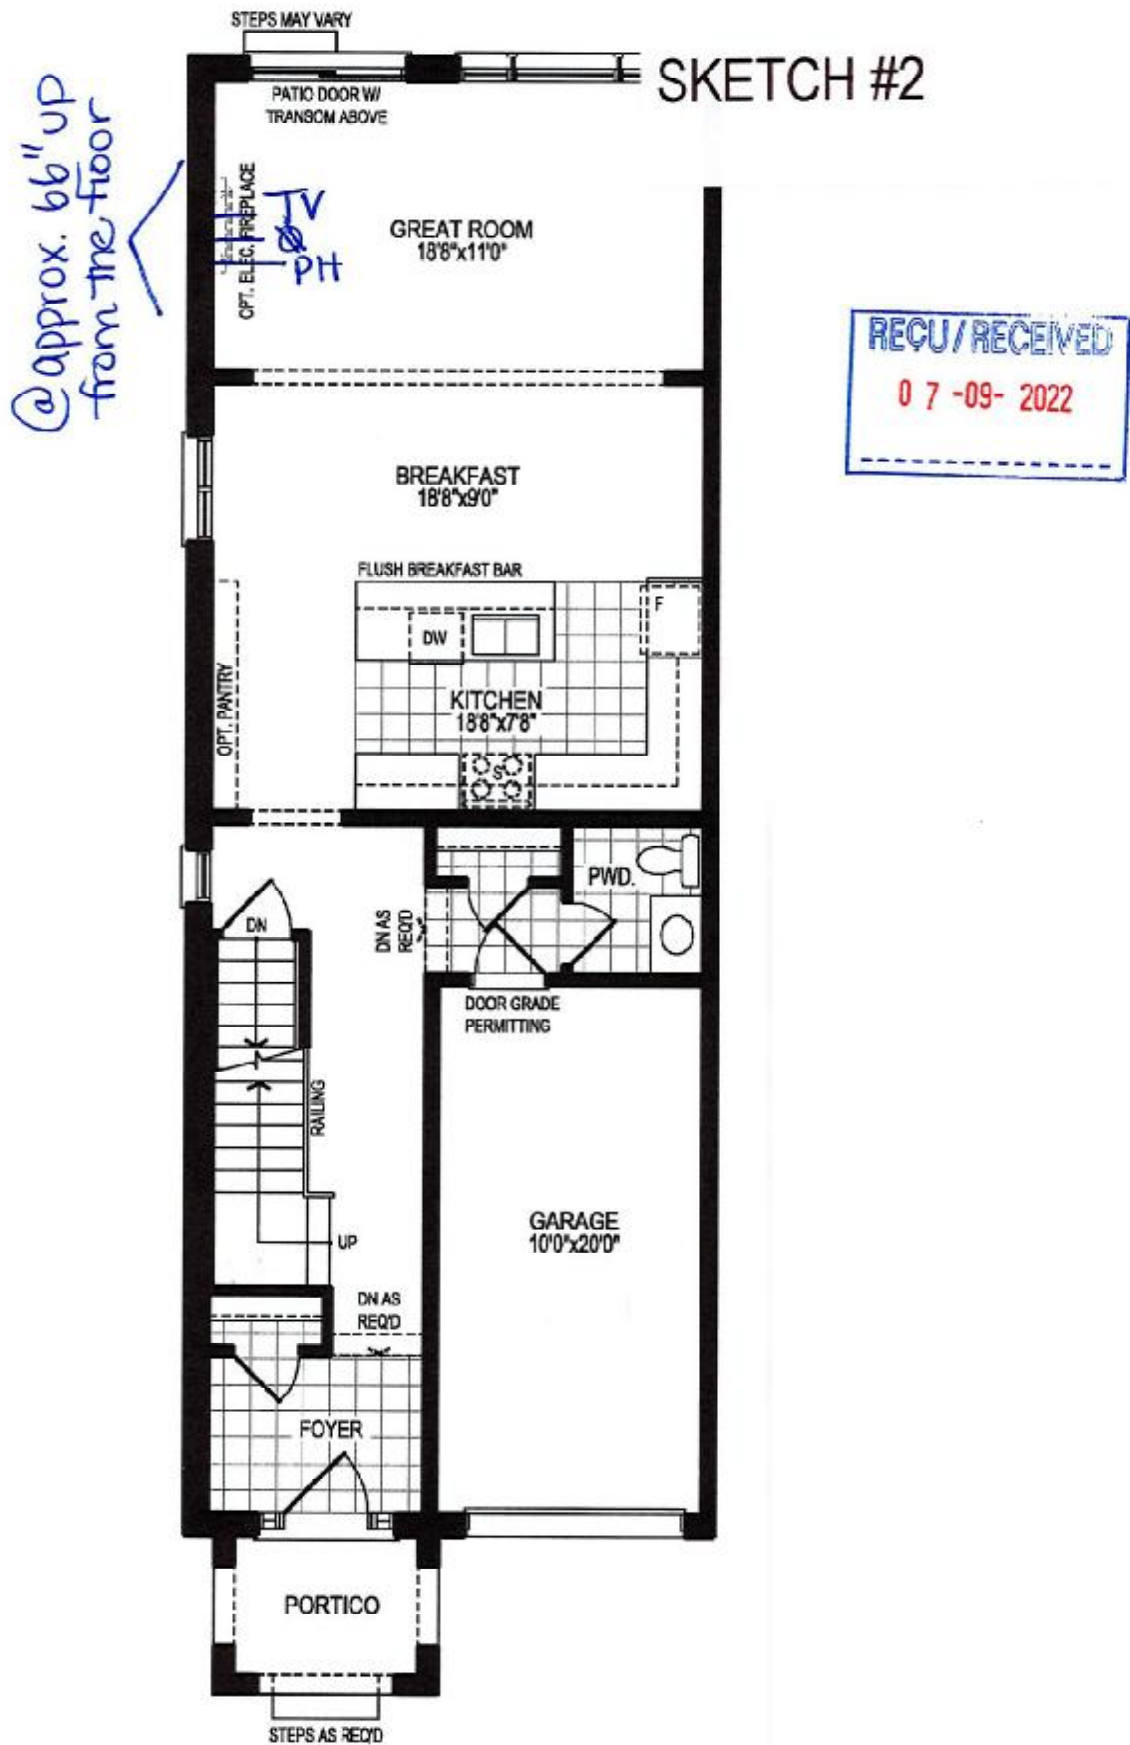 STEPS MAY VARY
SKETCH #2
PATIO DOOR W/
TRANSOM ABOVE
@ approx. 66" up
from the floor
OPT. ELEC. FIREPLACE
TV
PH
GREAT ROOM
18'8"x11'0"
REÇU / RECEIVED
0 7 -09- 2022
BREAKFAST
18'8"x9'0"
FLUSH BREAKFAST BAR
F
DW
OPT. PANTRY
KITCHEN
18'8"x7'8"
S
PWD.
DN
DN AS
REQ'D
DOOR GRADE
PERMITTING
RAILING
UP
GARAGE
10'0"x20'0"
DN AS
REQ'D
FOYER
PORTICO
STEPS AS REQ'D